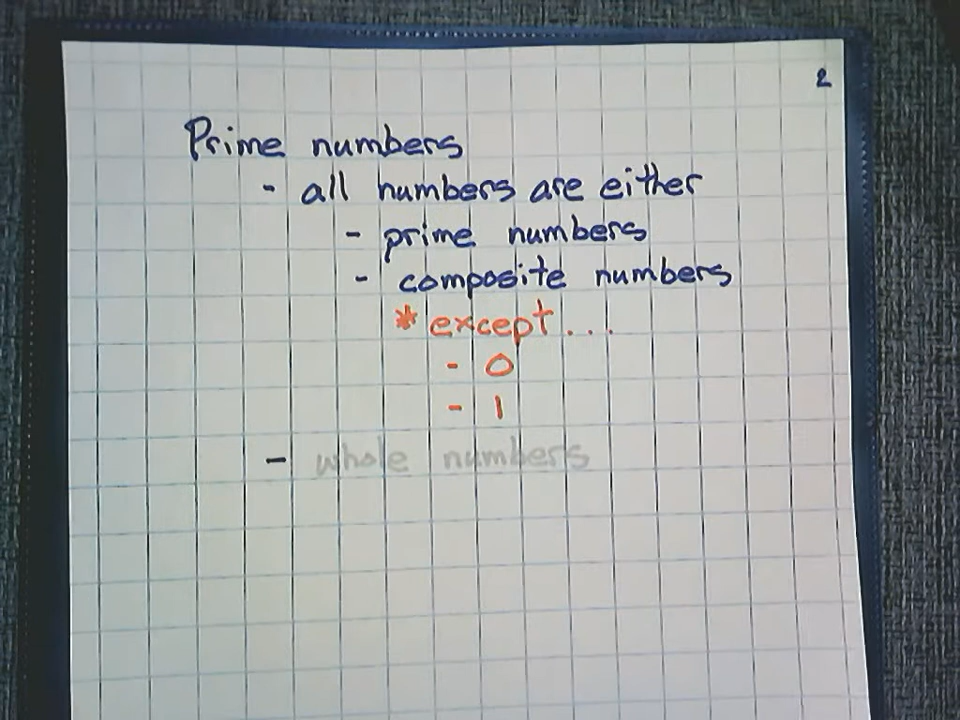 2
Prime numbers
- all numbers are either
- prime numbers
- composite numbers
* except...
- 0
- 1
- whole numbers